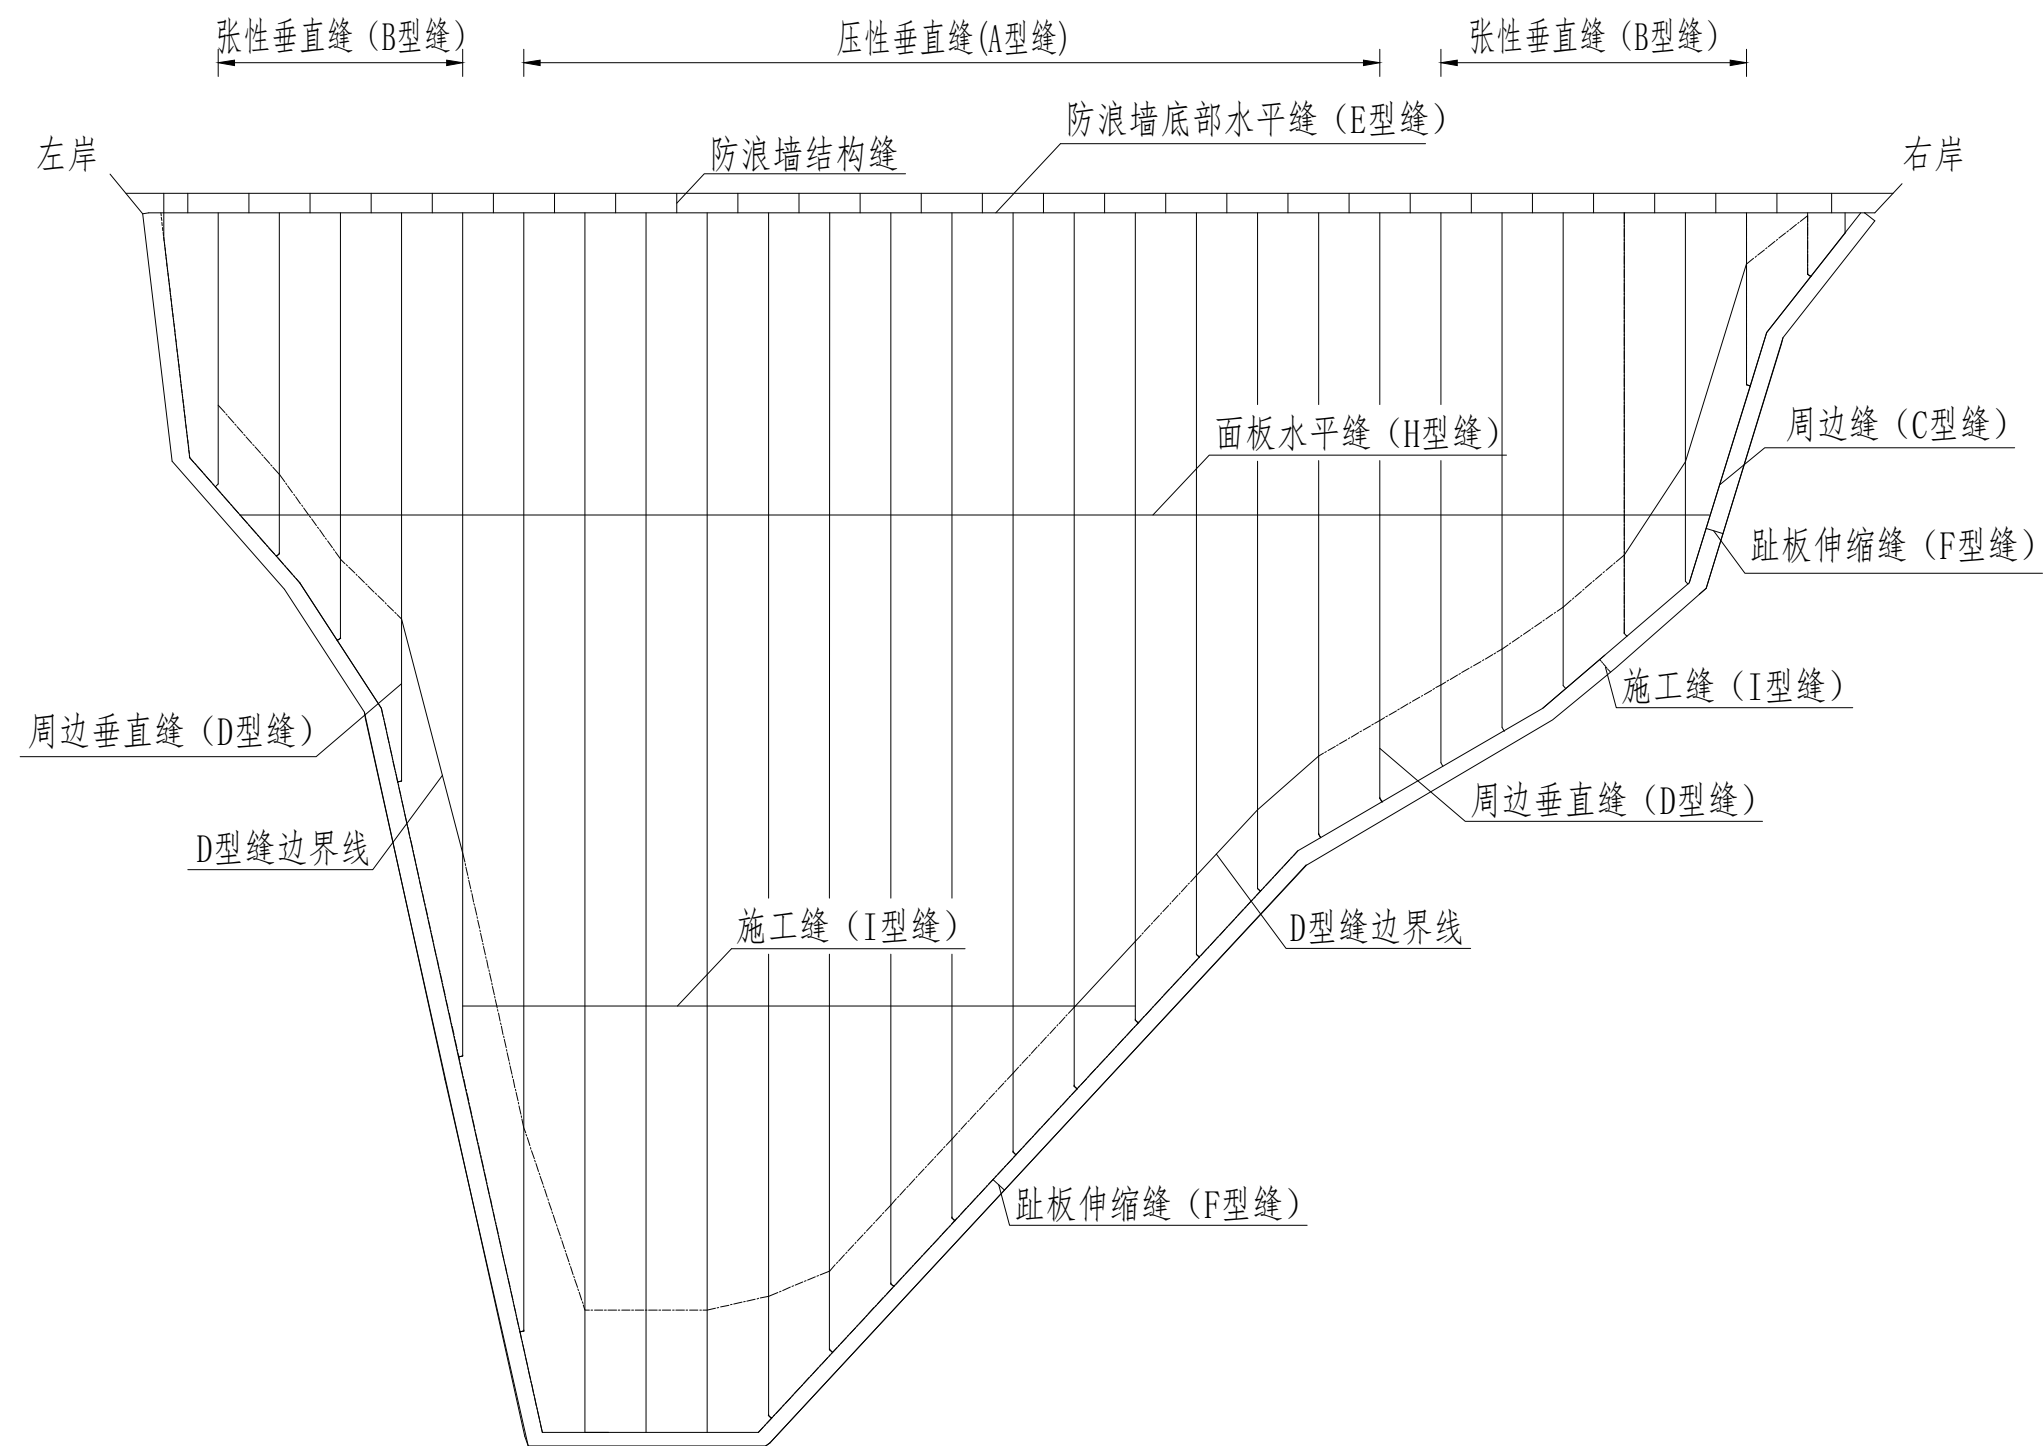 张性垂直缝（B型缝）
压性垂直缝(A型缝)
张性垂直缝（B型缝）
防浪墙底部水平缝（E型缝）
左岸
防浪墙结构缝
右岸
面板水平缝（H型缝）
周边缝（C型缝）
趾板伸缩缝（F型缝）
施工缝（I型缝）
周边垂直缝（D型缝）
周边垂直缝（D型缝）
D型缝边界线
施工缝（I型缝）
D型缝边界线
趾板伸缩缝（F型缝）